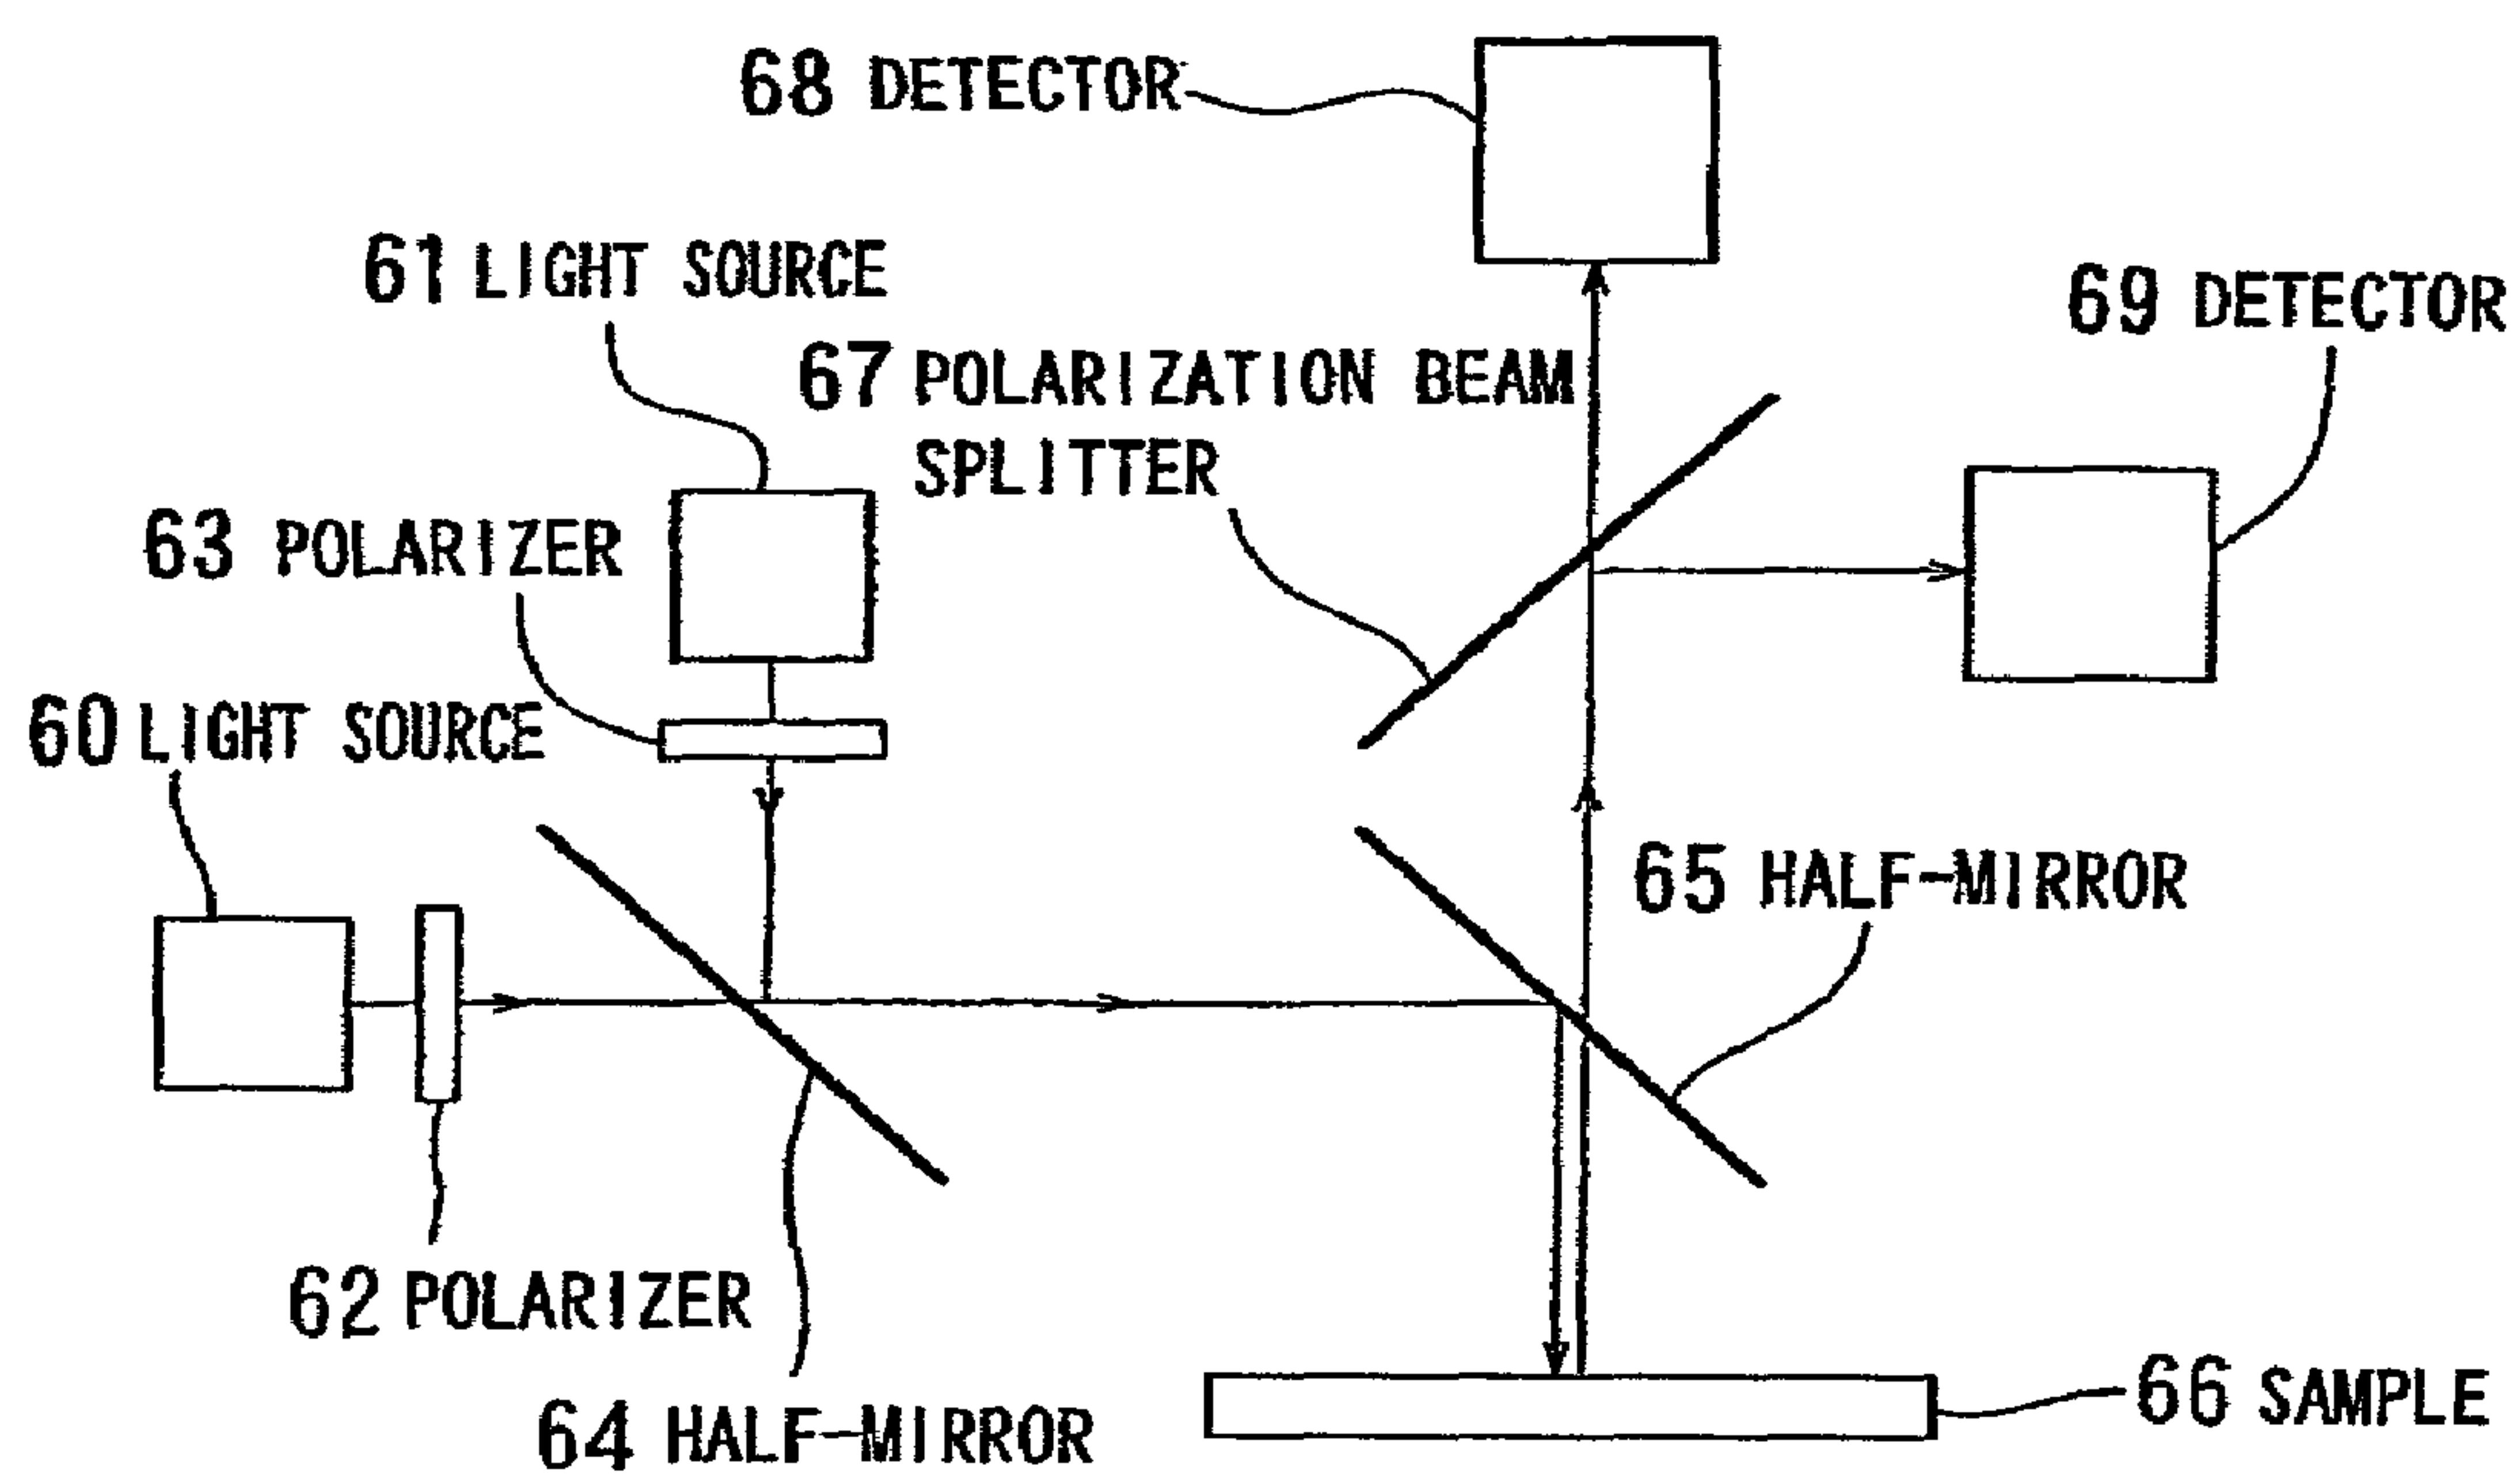 68 DETECTOR
61 LIGHT SOURCE
69 DETECTOR
67 POLARIZATION BEAM
SPLITTER
63 POLARIZER
60 LIGHT SOURCE
65 HALF-MIRROR
62 POLARIZER
66 SAMPLE
64 HALF-MIRROR